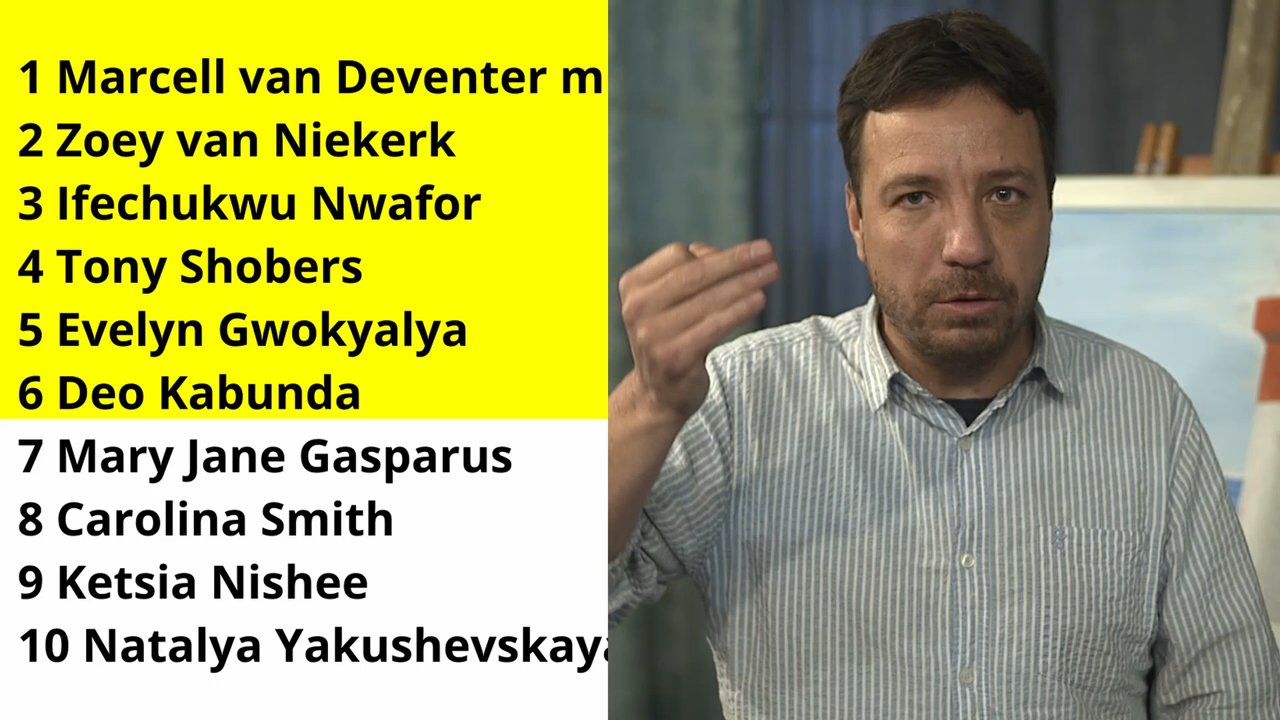 1 Marcell van Deventer m
2 Zoey van Niekerk
3 Ifechukwu Nwafor
4 Tony Shobers
5 Evelyn Gwokyalya
6 Deo Kabunda
7 Mary Jane Gasparus
8 Carolina Smith
9 Ketsia Nishee
10 Natalya Yakushevskaya